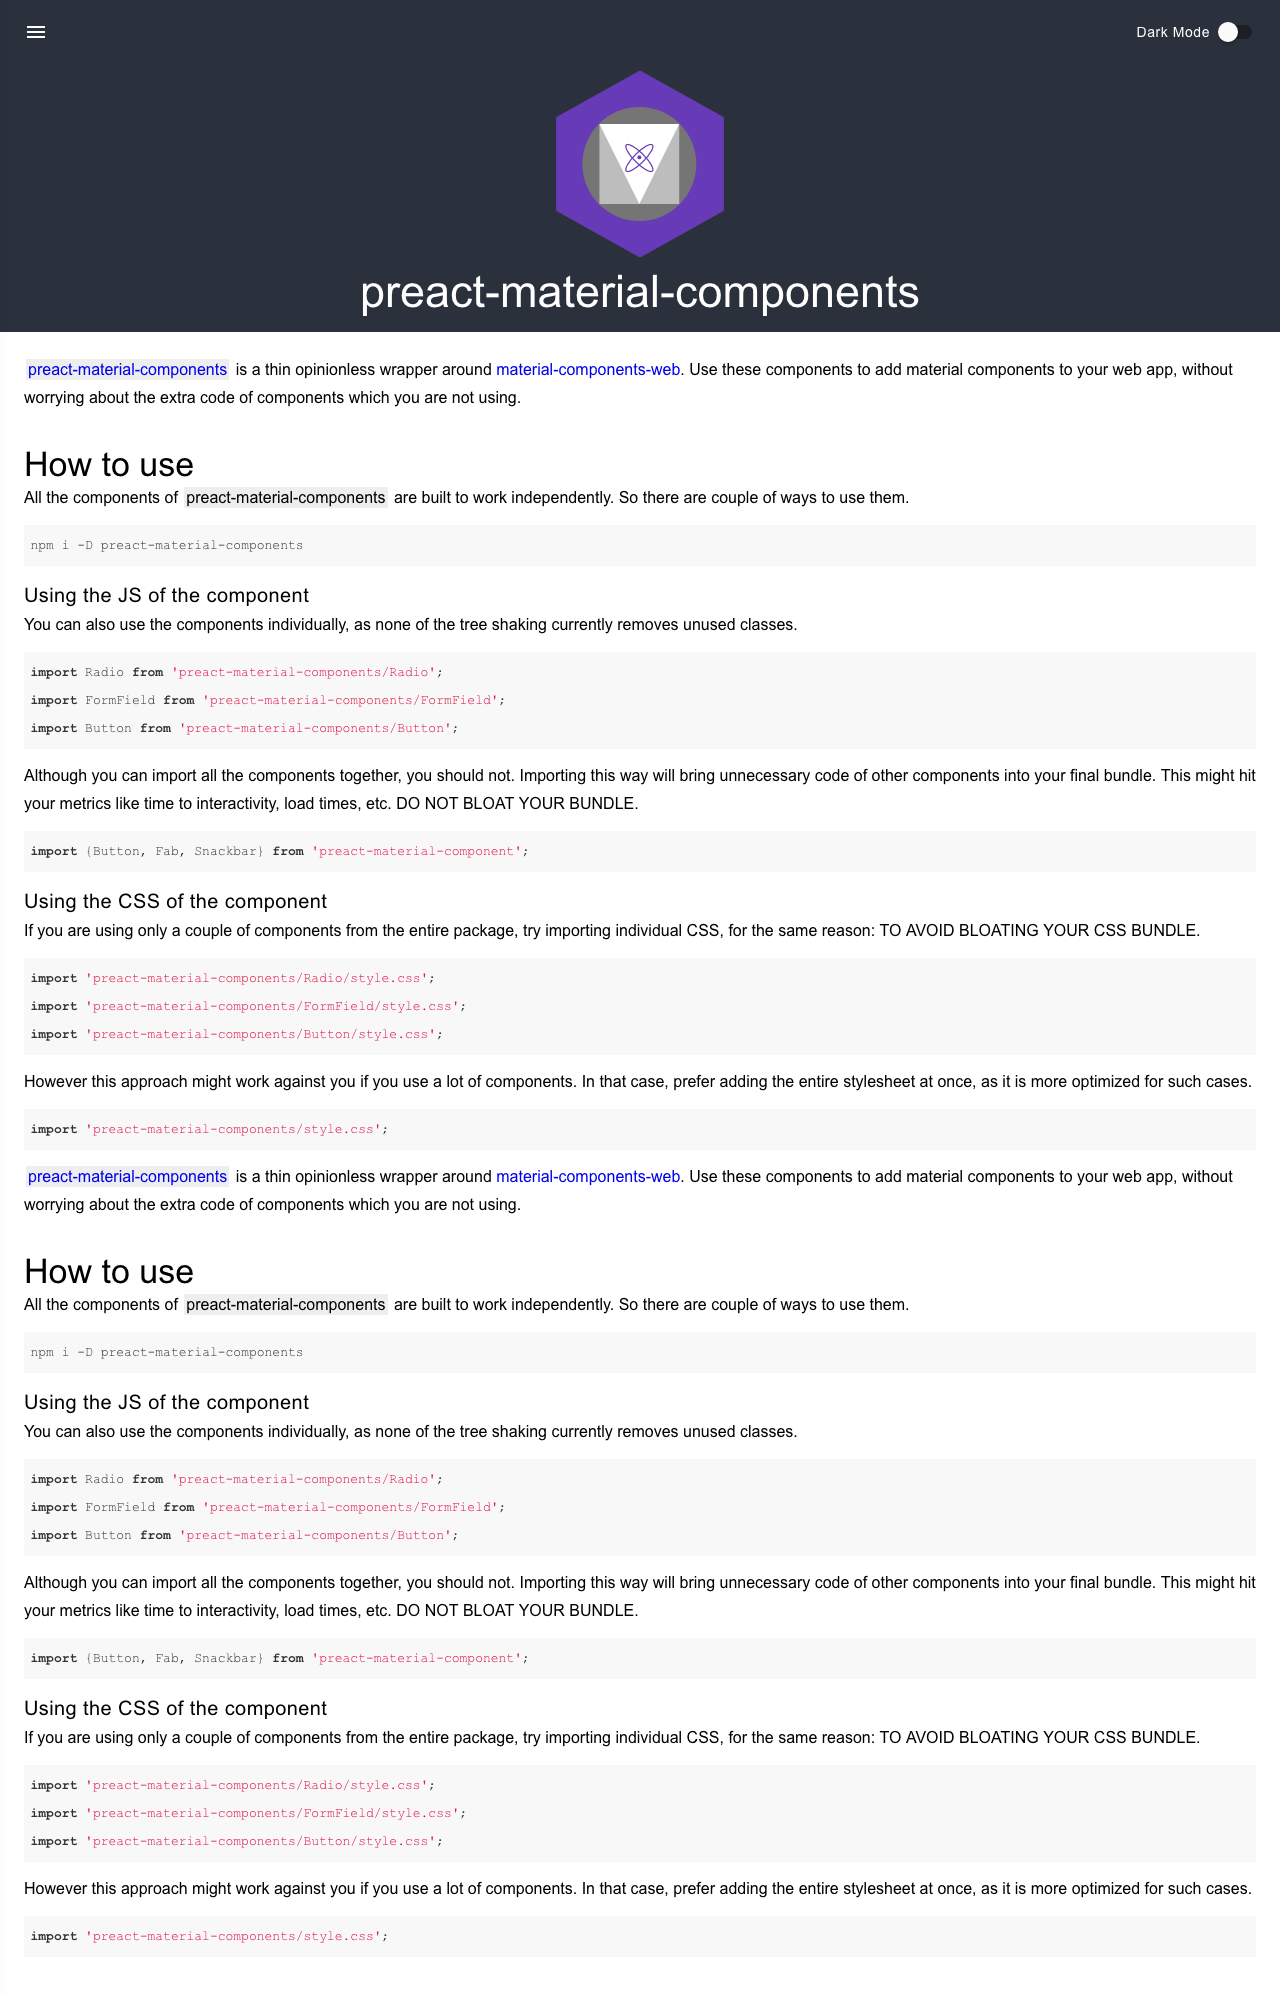 Dark Mode
preact-material-components
preact-material-components is a thin opinionless wrapper around material-components-web. Use these components to add material components to your web app, without
worrying about the extra code of components which you are not using.
How to use
All the components of preact-material-components are built to work independently. So there are couple of ways to use them.
npm i -D preact-material-components
Using the JS of the component
You can also use the components individually, as none of the tree shaking currently removes unused classes.
import Radio from 'preact-material-components/Radio';
import FormField from 'preact-material-components/FormField';
import Button from 'preact-material-components/Button';
Although you can import all the components together, you should not. Importing this way will bring unnecessary code of other components into your final bundle. This might hit
your metrics like time to interactivity, load times, etc. DO NOT BLOAT YOUR BUNDLE.
import {Button, Fab, Snackbar} from 'preact-material-component';
Using the CSS of the component
If you are using only a couple of components from the entire package, try importing individual CSS, for the same reason: TO AVOID BLOATING YOUR CSS BUNDLE.
import 'preact-material-components/Radio/style.css';
import 'preact-material-components/FormField/style.css';
import 'preact-material-components/Button/style.css';
However this approach might work against you if you use a lot of components. In that case, prefer adding the entire stylesheet at once, as it is more optimized for such cases.
import 'preact-material-components/style.css';
preact-material-components is a thin opinionless wrapper around material-components-web. Use these components to add material components to your web app, without
worrying about the extra code of components which you are not using.
How to use
All the components of preact-material-components are built to work independently. So there are couple of ways to use them.
npm i -D preact-material-components
Using the JS of the component
You can also use the components individually, as none of the tree shaking currently removes unused classes.
import Radio from 'preact-material-components/Radio';
import FormField from 'preact-material-components/FormField';
import Button from 'preact-material-components/Button';
Although you can import all the components together, you should not. Importing this way will bring unnecessary code of other components into your final bundle. This might hit
your metrics like time to interactivity, load times, etc. DO NOT BLOAT YOUR BUNDLE.
import {Button, Fab, Snackbar} from 'preact-material-component';
Using the CSS of the component
If you are using only a couple of components from the entire package, try importing individual CSS, for the same reason: TO AVOID BLOATING YOUR CSS BUNDLE.
import 'preact-material-components/Radio/style.css';
import 'preact-material-components/FormField/style.css';
import 'preact-material-components/Button/style.css';
However this approach might work against you if you use a lot of components. In that case, prefer adding the entire stylesheet at once, as it is more optimized for such cases.
import 'preact-material-components/style.css';